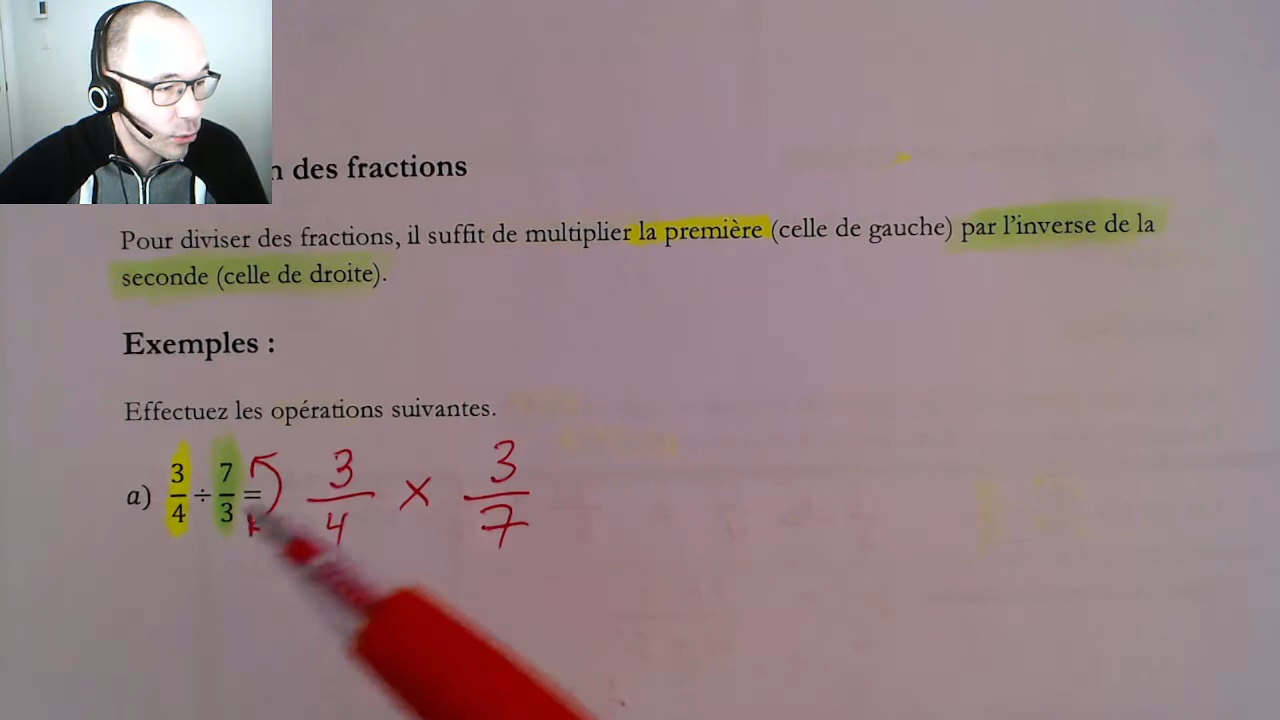 des fractions
Pour diviser des fractions, il suffit de multiplier la première (celle de gauche) par l'inverse de la
seconde (celle de droite).
Exemples :
Effectuez les opérations suivantes.
a) 3/4 ÷ 7/3 = 3/4 × 3/7